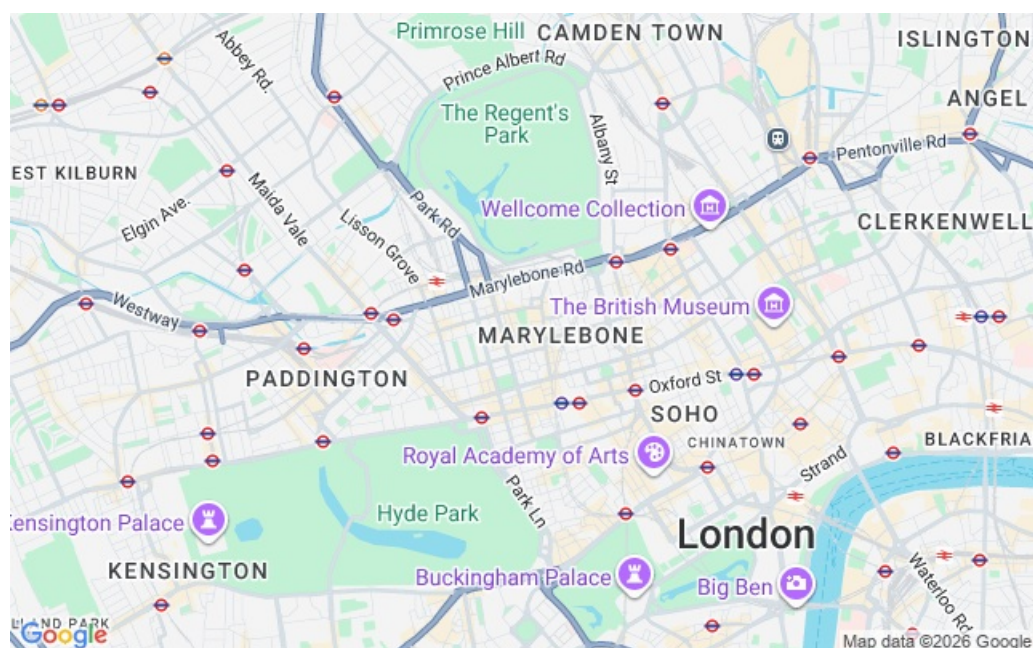 Primrose Hill
CAMDEN TOWN
ISLINGTON
Abbey Rd.
Prince Albert Rd
ANGEL
The Regent's
Park
Albany St
Pentonville Rd
EST KILBURN
Maida Vale
Elgin Ave.
Lisson Grove
Park Rd
Wellcome Collection
CLERKENWELL
Marylebone Rd
Westway
The British Museum
MARYLEBONE
PADDINGTON
Oxford St
SOHO
CHINATOWN
BLACKFRIA
Royal Academy of Arts
Strand
Park Ln
Kensington Palace
Hyde Park
London
KENSINGTON
Buckingham Palace
Big Ben
Waterloo Rd
LLAND PARK
Google
Map data ©2026 Google